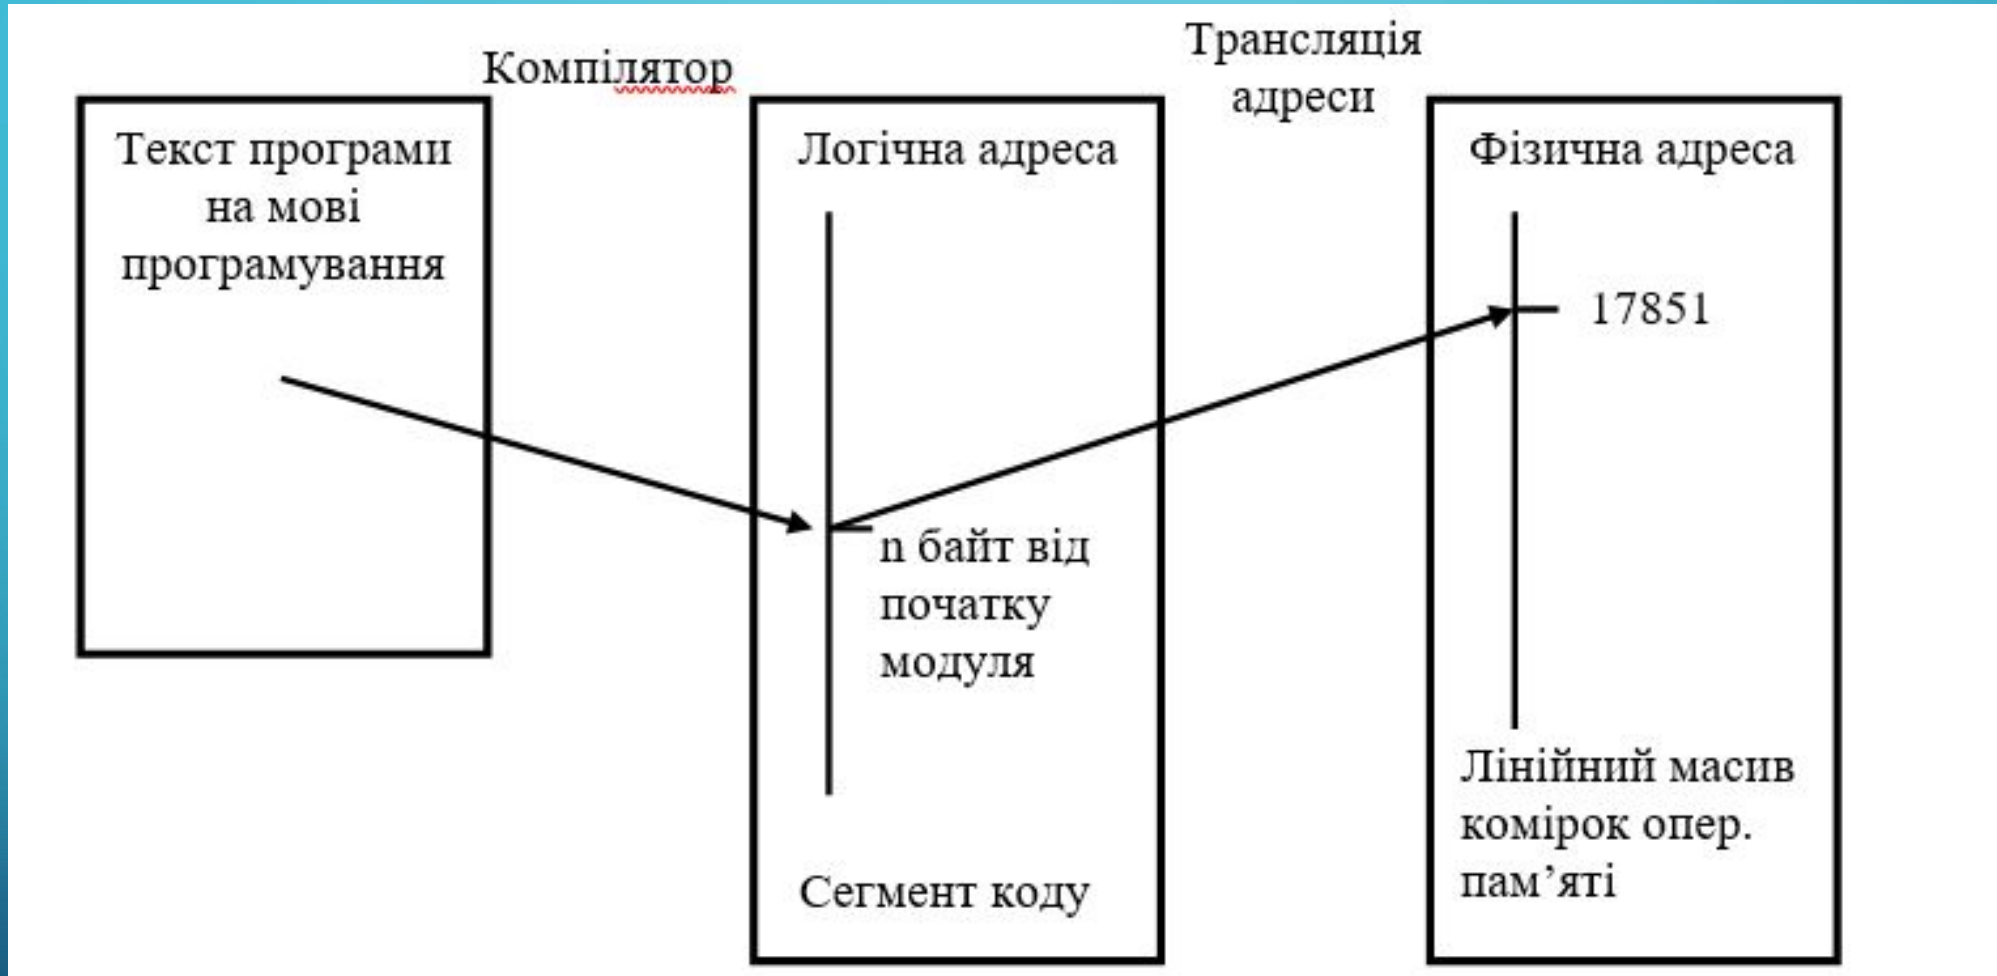 Компілятор
Трансляція
адреси
Текст програми
на мові
програмування
Логічна адреса
n байт від
початку
модуля
Сегмент коду
Фізична адреса
17851
Лінійний масив
комірок опер.
пам’яті